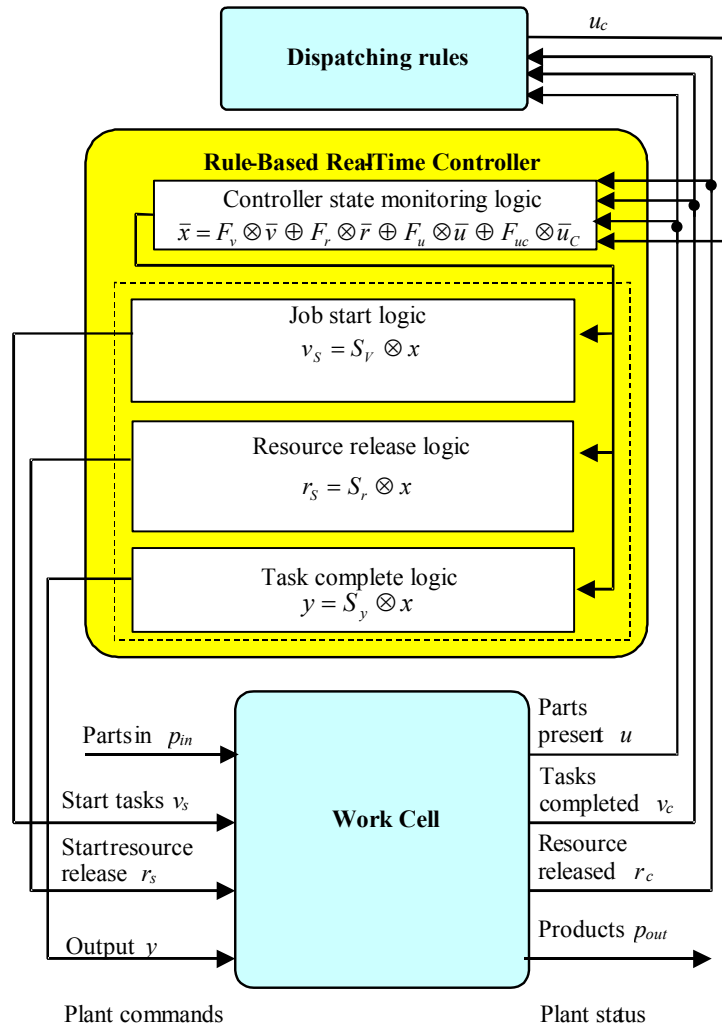 u_c
Dispatching rules
Rule-Based Real-Time Controller
Controller state monitoring logic
x̄ = F_v ⊗ v̄ ⊕ F_r ⊗ r̄ ⊕ F_u ⊗ ū ⊕ F_uc ⊗ ū_C
Job start logic
v_S = S_V ⊗ x
Resource release logic
r_S = S_r ⊗ x
Task complete logic
y = S_y ⊗ x
Parts in p_in
Start tasks v_s
Start resource
release r_s
Output y
Work Cell
Parts
present u
Tasks
completed v_c
Resource
released r_c
Products p_out
Plant commands
Plant status